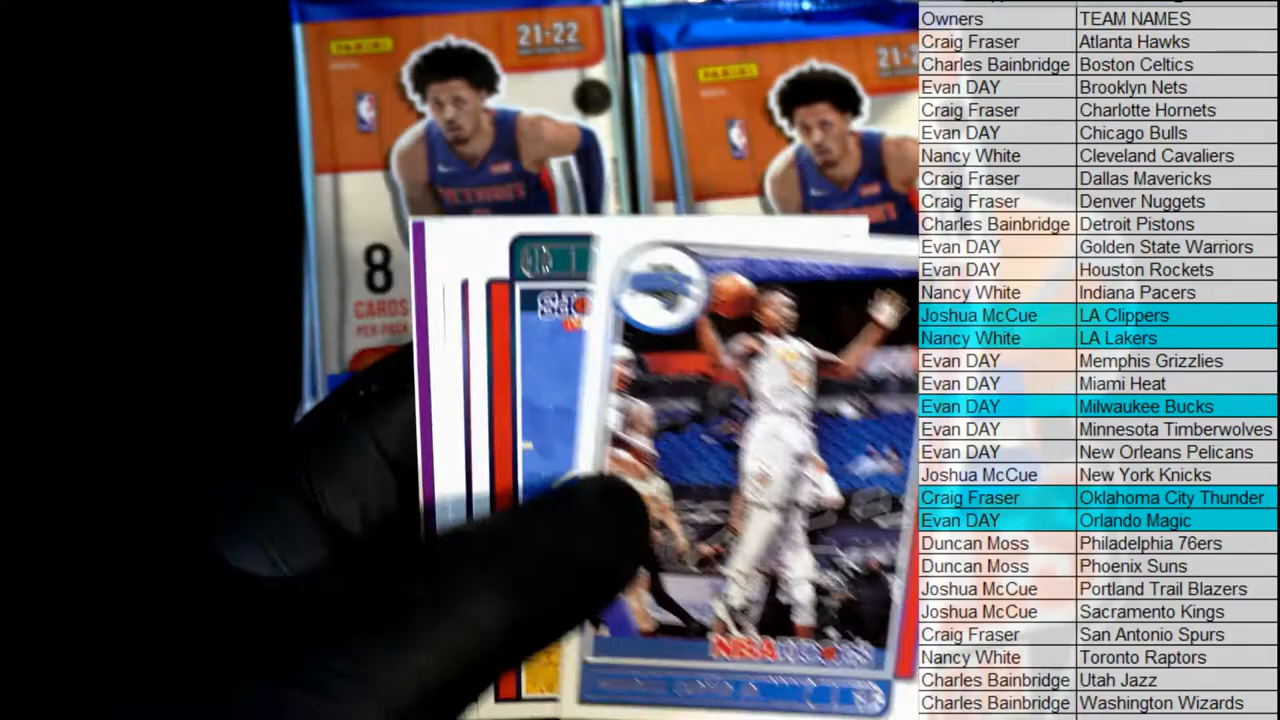 PANINI
21-22
DETROIT
8
CARDS
PER PACK
PANINI
NBA
Owners TEAM NAMES
Craig Fraser Atlanta Hawks
Charles Bainbridge Boston Celtics
Evan DAY Brooklyn Nets
Craig Fraser Charlotte Hornets
Evan DAY Chicago Bulls
Nancy White Cleveland Cavaliers
Craig Fraser Dallas Mavericks
Craig Fraser Denver Nuggets
Charles Bainbridge Detroit Pistons
Evan DAY Golden State Warriors
Evan DAY Houston Rockets
Nancy White Indiana Pacers
Joshua McCue LA Clippers
Nancy White LA Lakers
Evan DAY Memphis Grizzlies
Evan DAY Miami Heat
Evan DAY Milwaukee Bucks
Evan DAY Minnesota Timberwolves
Evan DAY New Orleans Pelicans
Joshua McCue New York Knicks
Craig Fraser Oklahoma City Thunder
Evan DAY Orlando Magic
Duncan Moss Philadelphia 76ers
Duncan Moss Phoenix Suns
Joshua McCue Portland Trail Blazers
Joshua McCue Sacramento Kings
Craig Fraser San Antonio Spurs
Nancy White Toronto Raptors
Charles Bainbridge Utah Jazz
Charles Bainbridge Washington Wizards